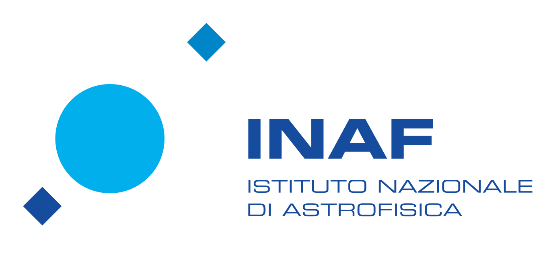 INAF
ISTITUTO NAZIONALE
DI ASTROFISICA